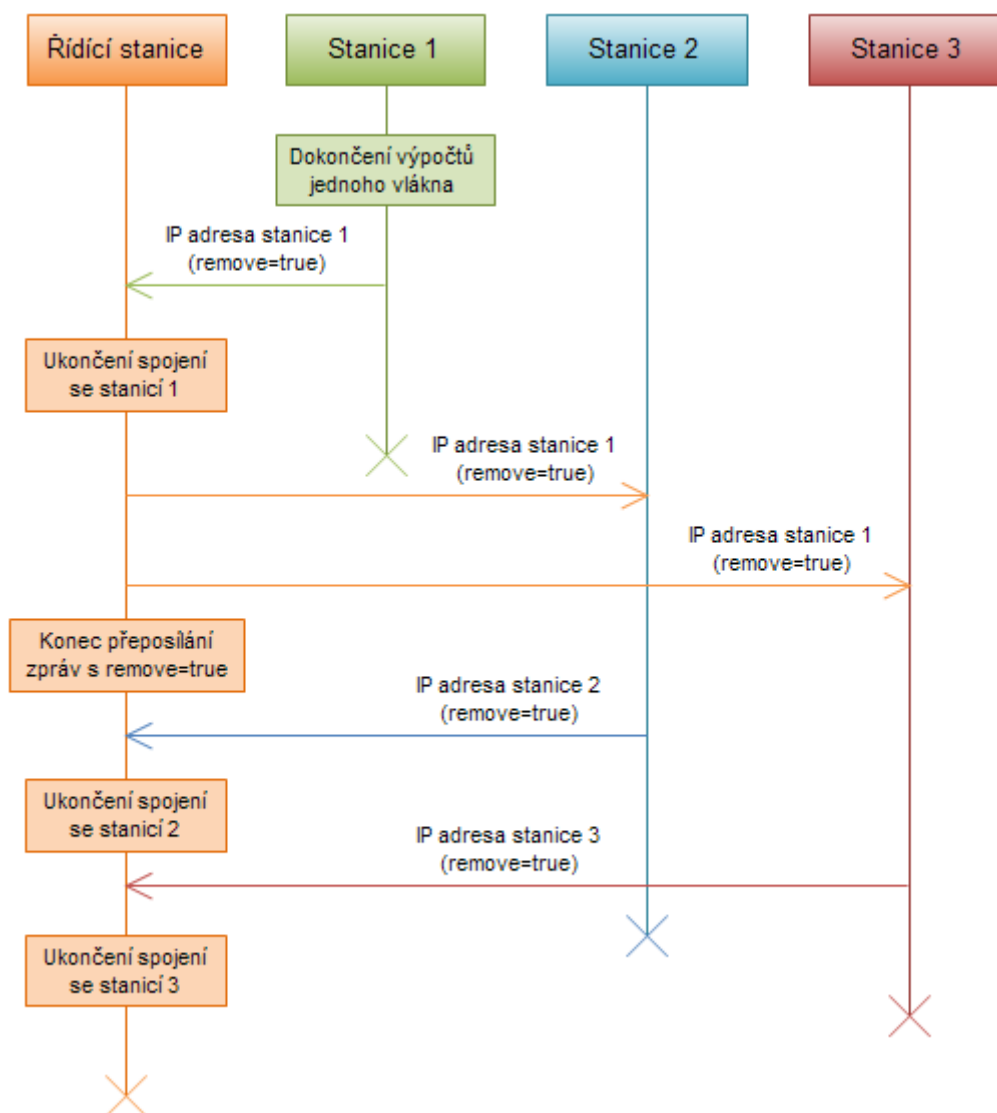 Řídící stanice
Stanice 1
Stanice 2
Stanice 3
Dokončení výpočtů
jednoho vlákna
IP adresa stanice 1
(remove=true)
Ukončení spojení
se stanicí 1
IP adresa stanice 1
(remove=true)
IP adresa stanice 1
(remove=true)
Konec přeposílání
zpráv s remove=true
IP adresa stanice 2
(remove=true)
Ukončení spojení
se stanicí 2
IP adresa stanice 3
(remove=true)
Ukončení spojení
se stanicí 3